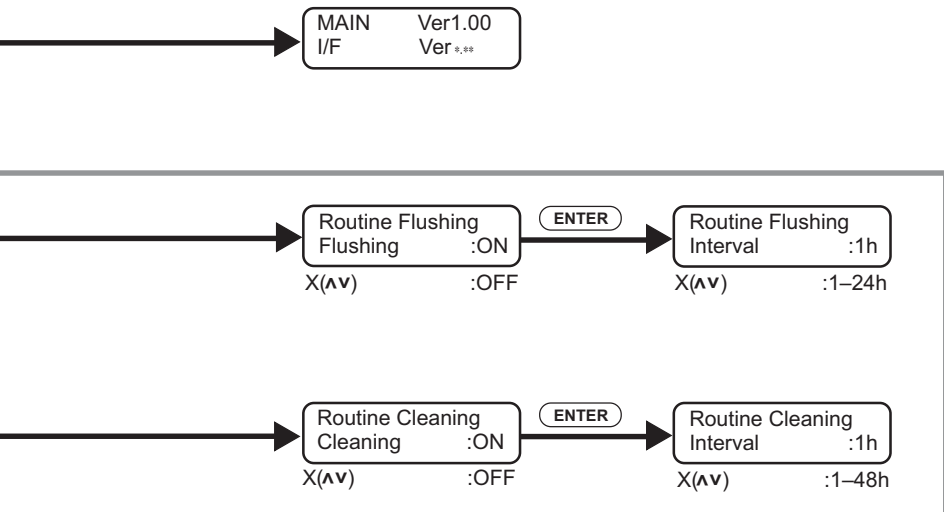 MAIN Ver1.00
I/F Ver*.**
Routine Flushing
Flushing :ON
X(∧∨) :OFF
ENTER
Routine Flushing
Interval :1h
X(∧∨) :1–24h
Routine Cleaning
Cleaning :ON
X(∧∨) :OFF
ENTER
Routine Cleaning
Interval :1h
X(∧∨) :1–48h